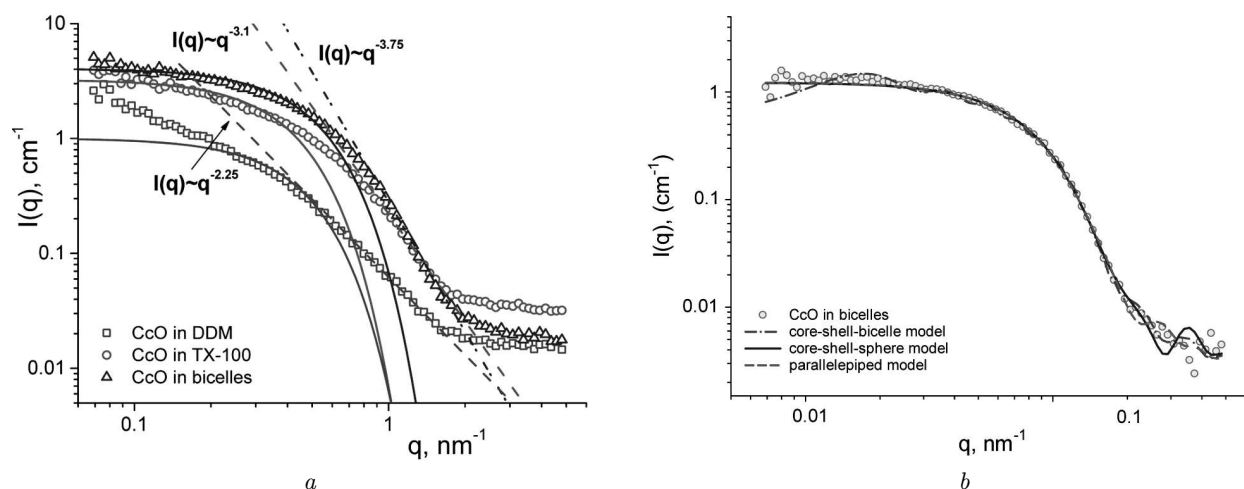 10
1
0.1
0.01
I(q), cm⁻¹
I(q)~q⁻³·¹
I(q)~q⁻³·⁷⁵
I(q)~q⁻²·²⁵
CcO in DDM
CcO in TX-100
CcO in bicelles
0.1
1
q, nm⁻¹
a
1
0.1
0.01
I(q), (cm⁻¹)
CcO in bicelles
core-shell-bicelle model
core-shell-sphere model
parallelepiped model
0.01
0.1
q, nm⁻¹
b